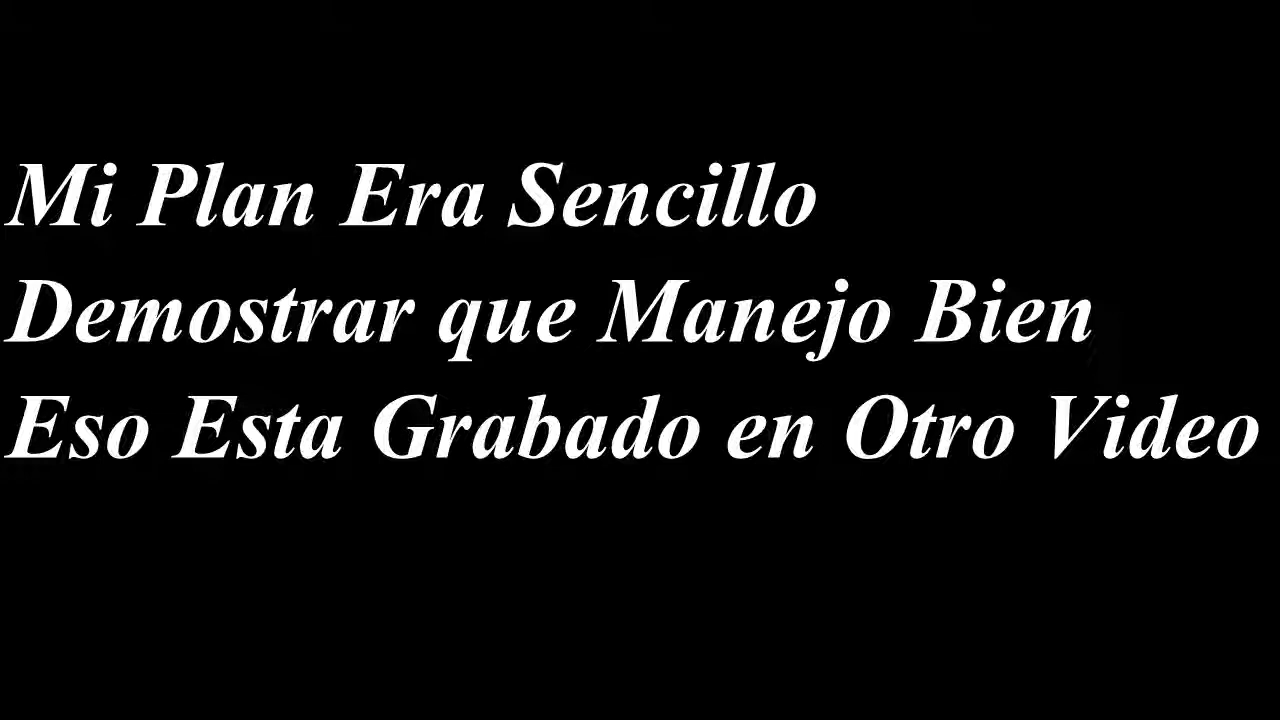 Mi Plan Era Sencillo
Demostrar que Manejo Bien
Eso Esta Grabado en Otro Video